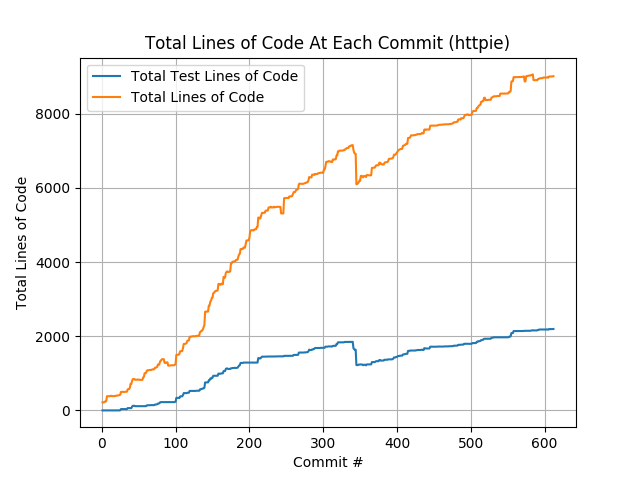 Total Lines of Code At Each Commit (httpie)
Total Test Lines of Code
Total Lines of Code
Total Lines of Code
8000
6000
4000
2000
0
0 100 200 300 400 500 600
Commit #